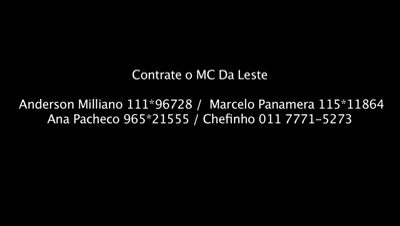 Contrate o MC Da Leste
Anderson Milliano 111*96728 / Marcelo Panamera 115*11864
Ana Pacheco 965*21555 / Chefinho 011 7771-5273